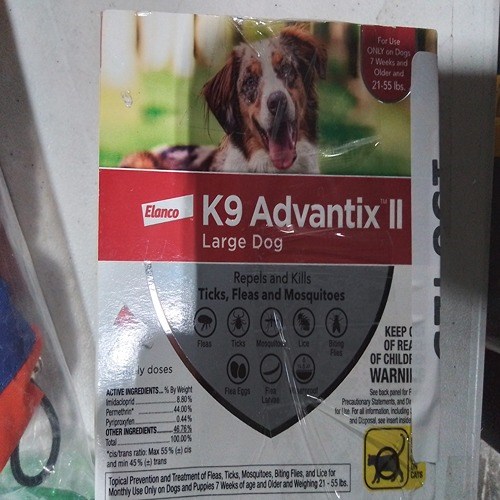 For Use
ONLY on Dogs
7 Weeks and
Older and
21-55 lbs.
Elanco
K9 Advantix™ II
Large Dog
Repels and Kills
Ticks, Fleas and Mosquitoes
Fleas Ticks Mosquitoes Lice Biting Flies
Flea Eggs Flea Larvae
doses
KEEP
OF REA
OF CHILDR
WARNI
See back panel for F
Precautionary Statements, and
for Use. For all information, including
and Disposal, see insert inside
ACTIVE INGREDIENTS... % By Weight
Imidacloprid 8.80%
Permethrin* 44.00%
Pyriproxyfen 0.44%
OTHER INGREDIENTS 46.76%
Total 100.00%
*cis/trans ratio: Max 55% (±) cis
and min 45% (±) trans
CATS
Topical Prevention and Treatment of Fleas, Ticks, Mosquitoes, Biting Flies, and Lice for
Monthly Use Only on Dogs and Puppies 7 Weeks of age and Older and Weighing 21 - 55 lbs.